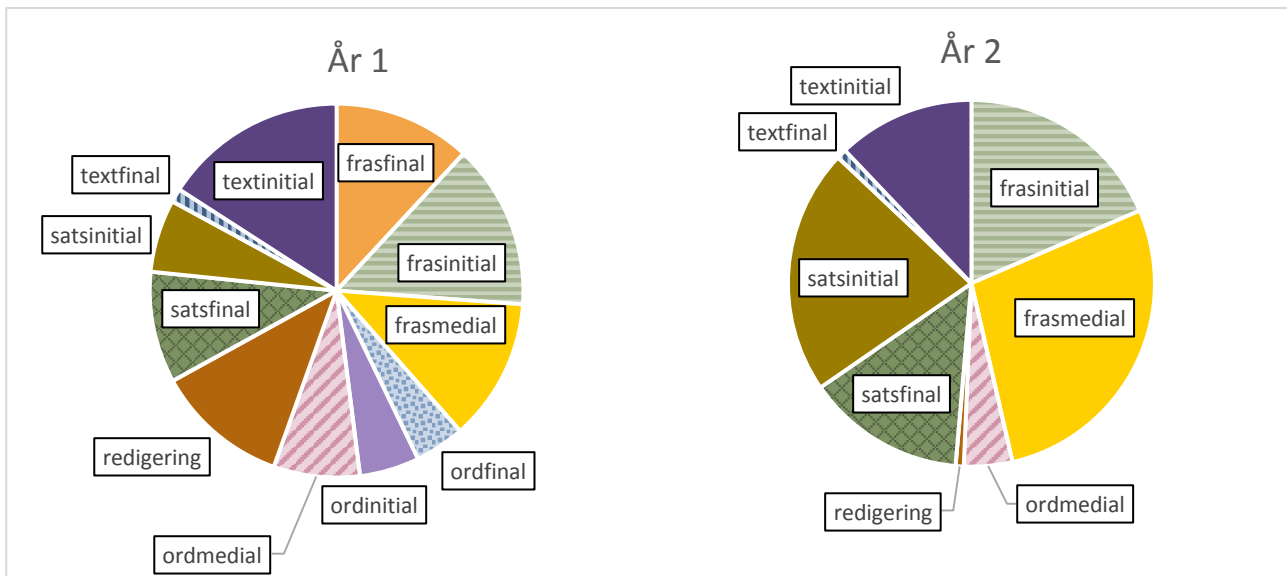 År 1
frasfinal
frasinitial
frasmedial
ordfinal
ordinitial
ordmedial
redigering
satsfinal
satsinitial
textfinal
textinitial
År 2
frasinitial
frasmedial
ordmedial
redigering
satsfinal
satsinitial
textfinal
textinitial